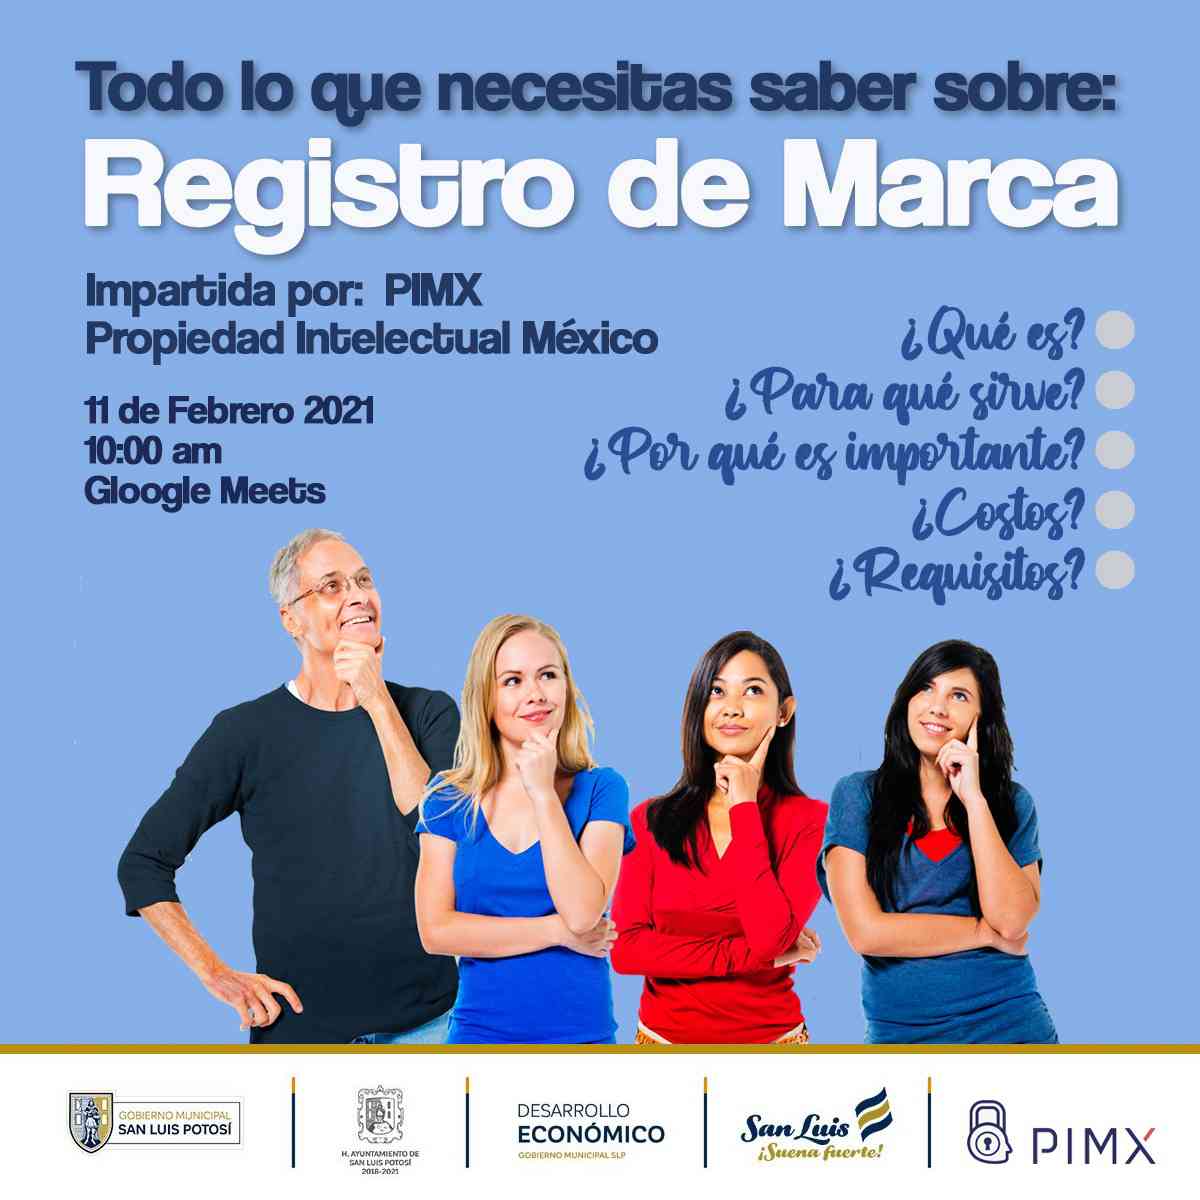 Todo lo que necesitas saber sobre:
Registro de Marca
Impartida por: PIMX
Propiedad Intelectual México
11 de Febrero 2021
10:00 am
Gloogle Meets
¿Qué es?
¿Para qué sirve?
¿Por qué es importante?
¿Costos?
¿Requisitos?
GOBIERNO MUNICIPAL
SAN LUIS POTOSÍ
H. AYUNTAMIENTO DE
SAN LUIS POTOSÍ
2018-2021
DESARROLLO
ECONÓMICO
GOBIERNO MUNICIPAL SLP
San Luis
¡Suena fuerte!
PIMX